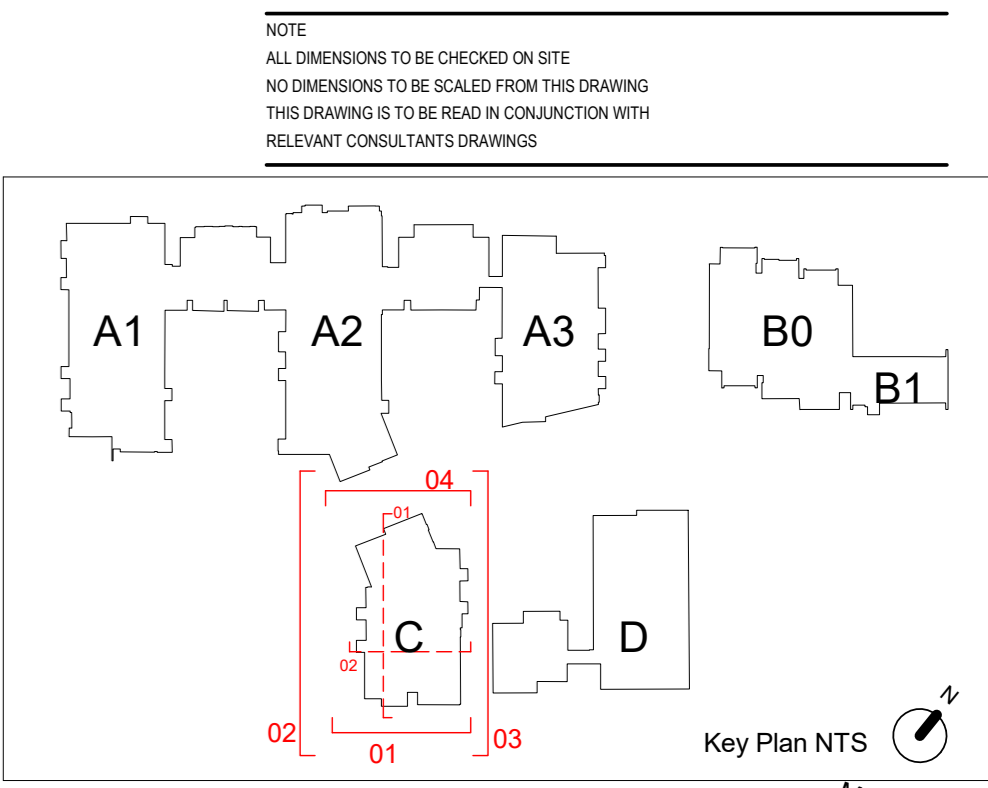 NOTE
ALL DIMENSIONS TO BE CHECKED ON SITE
NO DIMENSIONS TO BE SCALED FROM THIS DRAWING
THIS DRAWING IS TO BE READ IN CONJUNCTION WITH
RELEVANT CONSULTANTS DRAWINGS
A1
A2
A3
B0
B1
04
01
C
D
02
02
01
03
Key Plan NTS
N